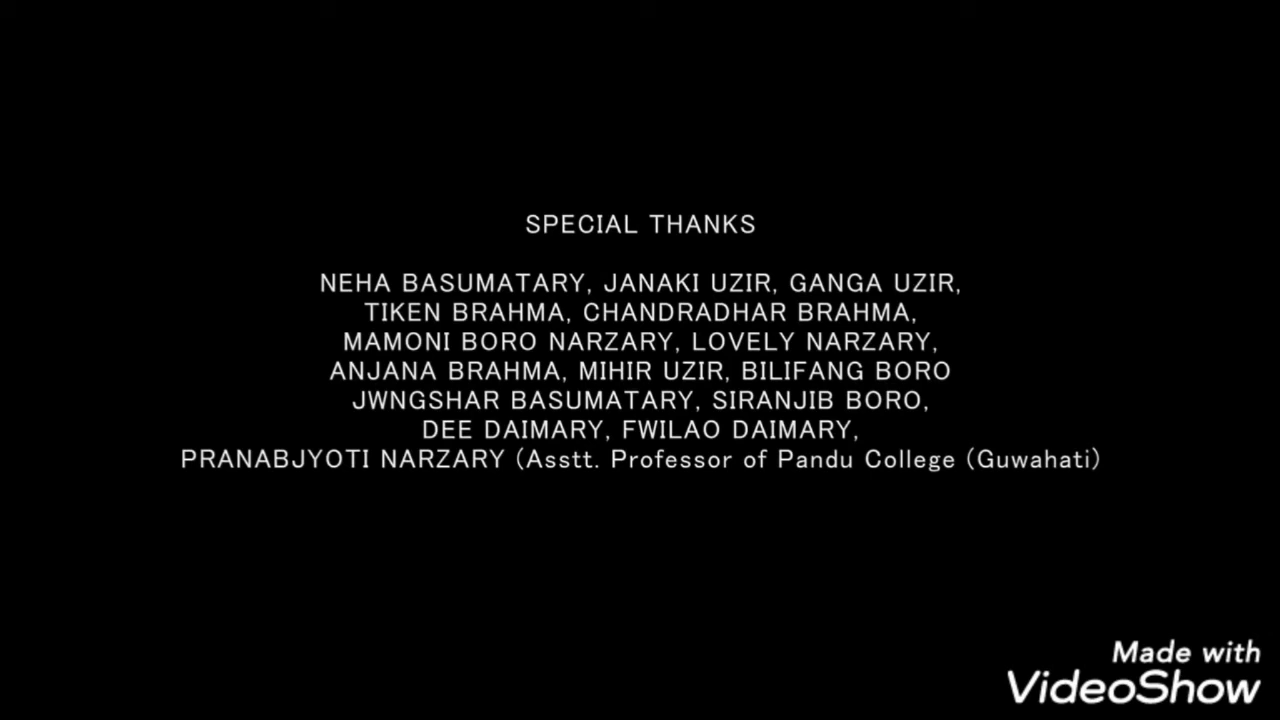 SPECIAL THANKS
NEHA BASUMATARY, JANAKI UZIR, GANGA UZIR,
TIKEN BRAHMA, CHANDRADHAR BRAHMA,
MAMONI BORO NARZARY, LOVELY NARZARY,
ANJANA BRAHMA, MIHIR UZIR, BILIFANG BORO
JWNGSHAR BASUMATARY, SIRANJIB BORO,
DEE DAIMARY, FWILAO DAIMARY,
PRANABJYOTI NARZARY (Asstt. Professor of Pandu College (Guwahati)
Made with
VideoShow